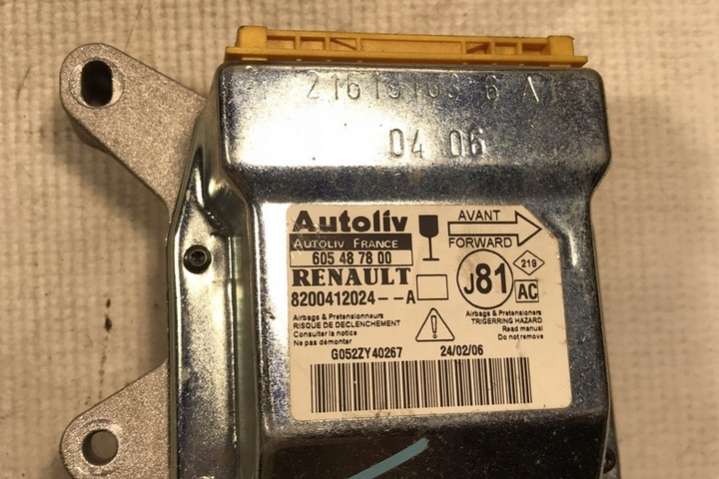 04 06
Autoliv
AUTOLIV FRANCE
605 48 78 00
RENAULT
8200412024--A
AVANT
FORWARD
J81
219
AC
Airbags & Pretensionneurs
RISQUE DE DECLENCHEMENT
Consulter la notice
Ne pas démonter
Airbags & Pretensioners
TRIGERRING HAZARD
Read manual
Do not remove
G052ZY40267 24/02/06